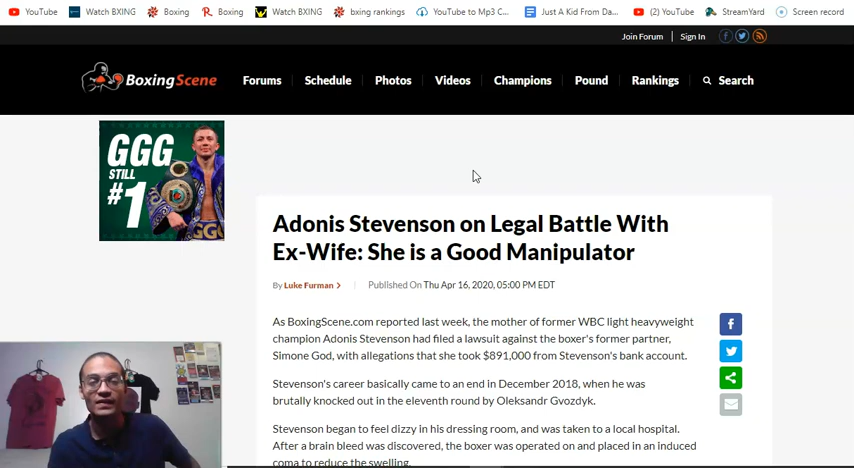 YouTube Watch BXING Boxing Boxing Watch BXING bxing rankings YouTube to Mp3 C... Just A Kid From Da... (2) YouTube StreamYard Screen record
Join Forum | Sign In
BoxingScene Forums Schedule Photos Videos Champions Pound Rankings Search
GGG
STILL
#1
GG
Adonis Stevenson on Legal Battle With
Ex-Wife: She is a Good Manipulator
By Luke Furman > | Published On Thu Apr 16, 2020, 05:00 PM EDT
As BoxingScene.com reported last week, the mother of former WBC light heavyweight
champion Adonis Stevenson had filed a lawsuit against the boxer's former partner,
Simone God, with allegations that she took $891,000 from Stevenson's bank account.
Stevenson's career basically came to an end in December 2018, when he was
brutally knocked out in the eleventh round by Oleksandr Gvozdyk.
Stevenson began to feel dizzy in his dressing room, and was taken to a local hospital.
After a brain bleed was discovered, the boxer was operated on and placed in an induced
coma to reduce the swelling.